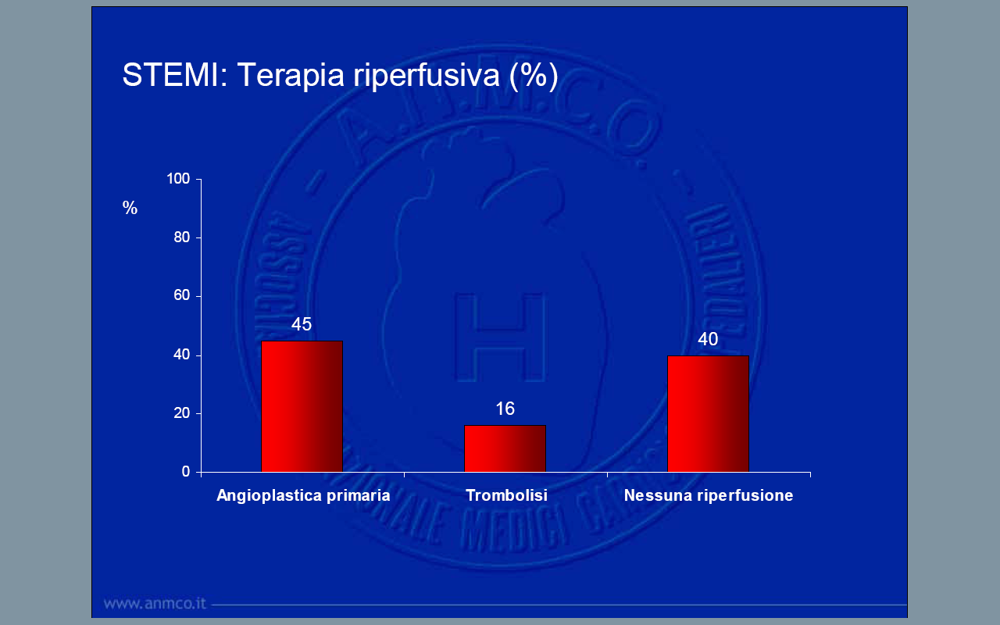 STEMI: Terapia riperfusiva (%)
A.N.M.C.O.
%
100
80
60
40
20
0
45
16
40
Angioplastica primaria
Trombolisi
Nessuna riperfusione
www.anmco.it